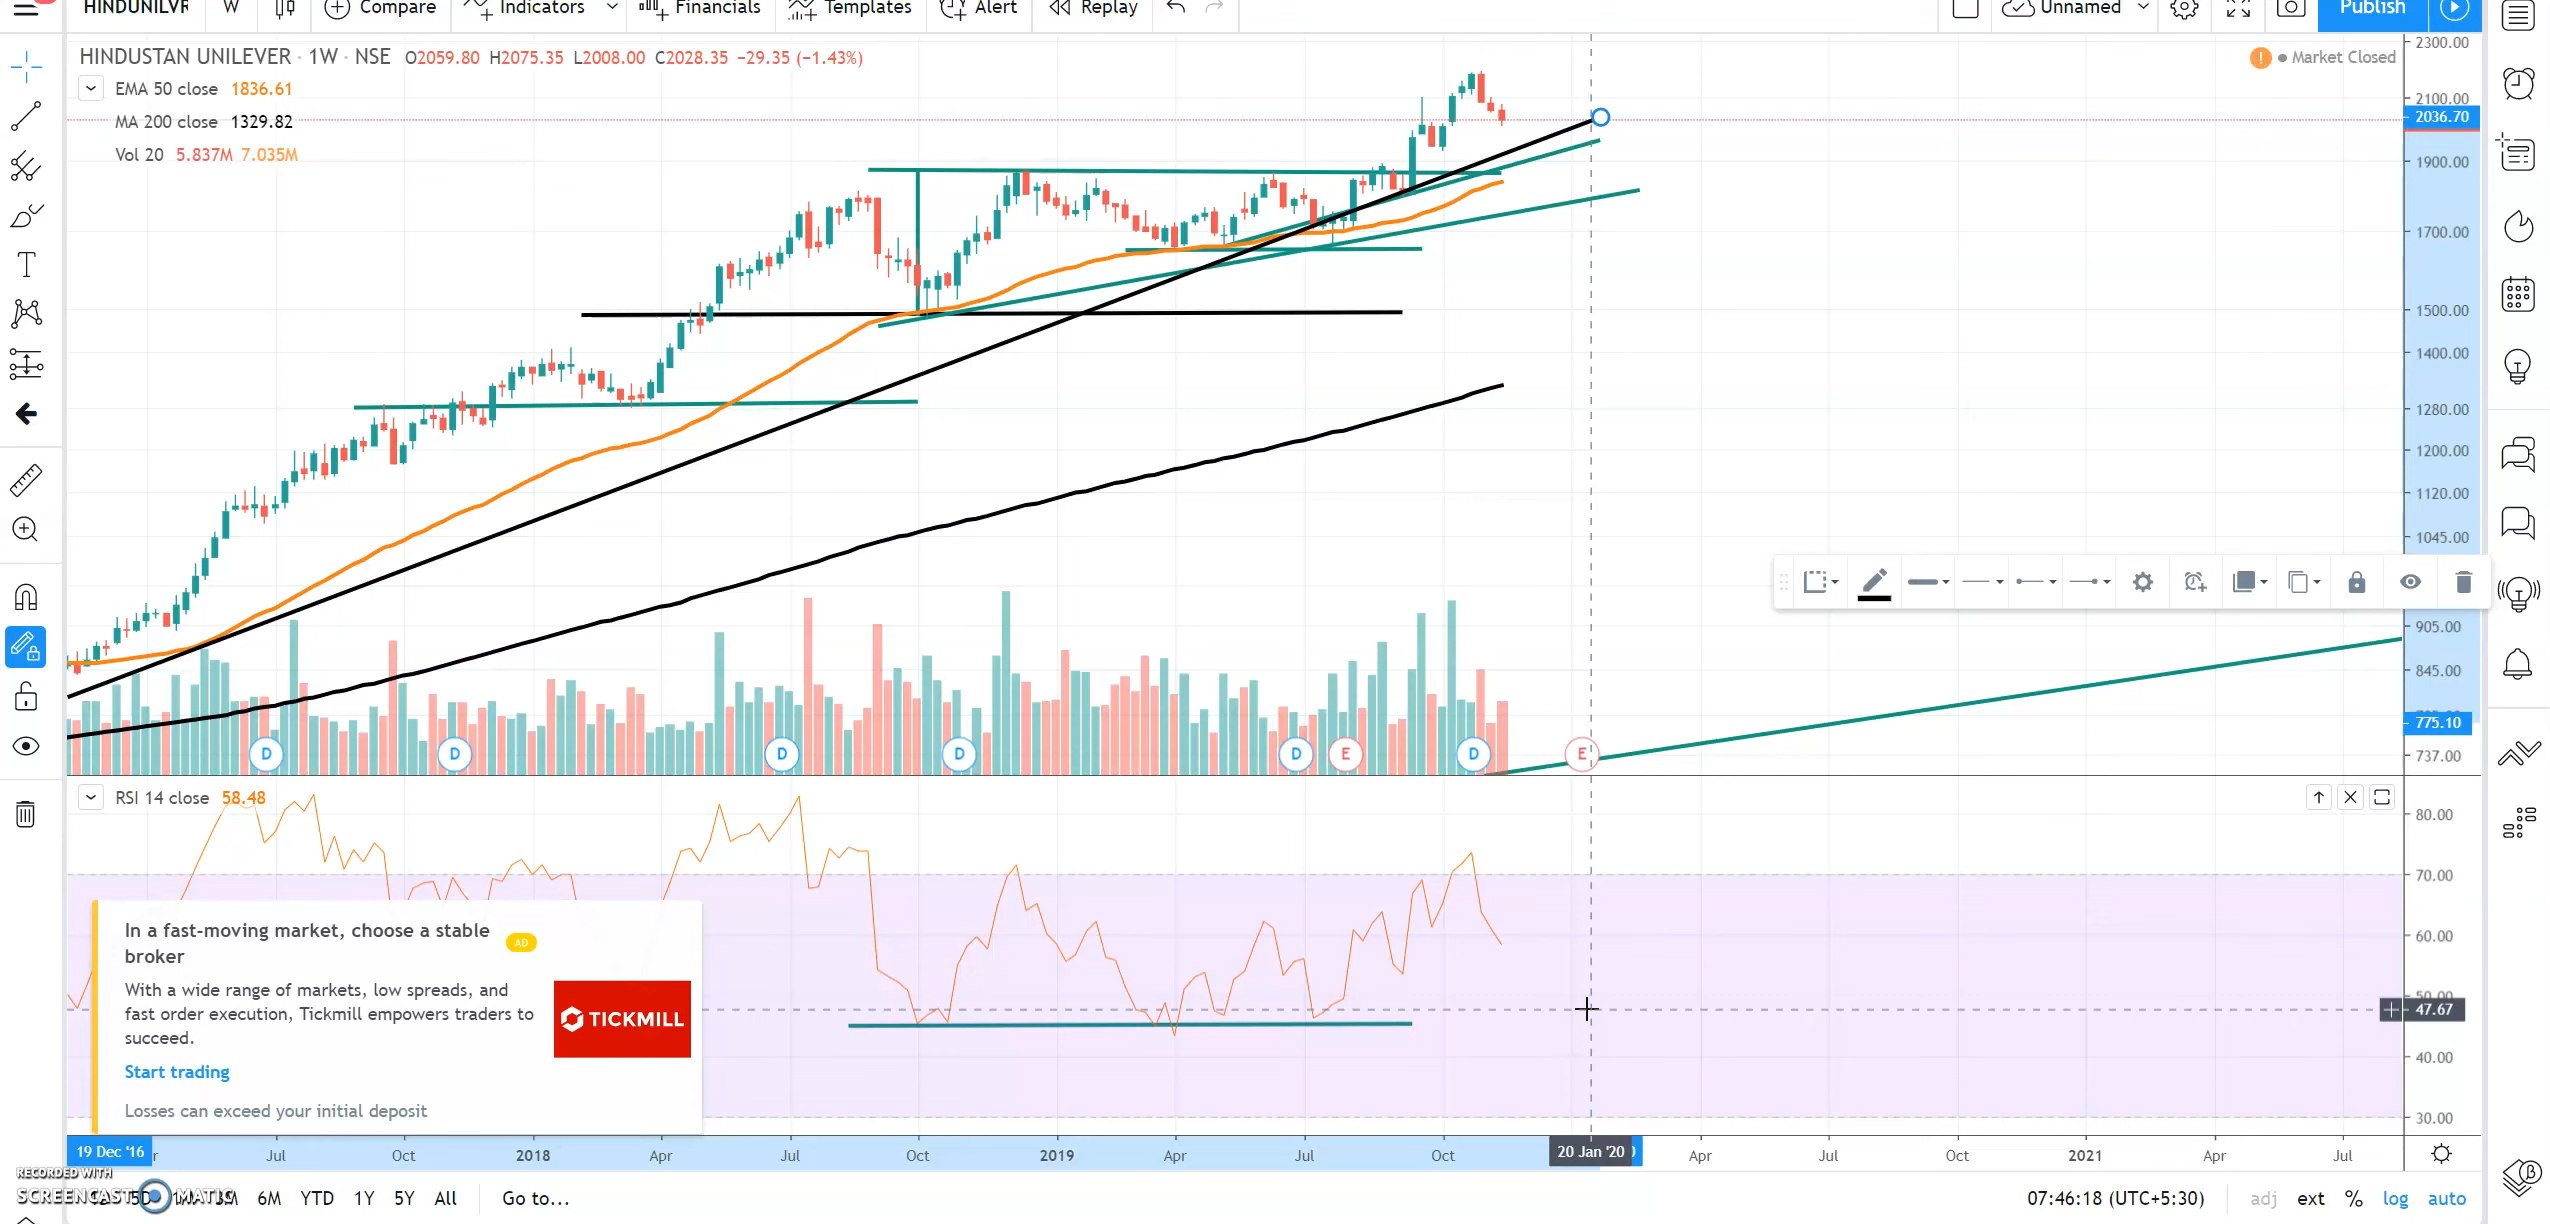 HINDUNILVR W Compare Indicators Financials Templates Alert Replay Unnamed Publish
HINDUSTAN UNILEVER · 1W · NSE O2059.80 H2075.35 L2008.00 C2028.35 −29.35 (−1.43%)
Market Closed
EMA 50 close 1836.61
MA 200 close 1329.82
Vol 20 5.837M 7.035M
2300.00
2100.00
2036.70
1900.00
1700.00
1500.00
1400.00
1280.00
1200.00
1120.00
1045.00
905.00
845.00
775.10
737.00
D D D D D E D E
RSI 14 close 58.48
80.00
70.00
60.00
50.00
47.67
40.00
30.00
In a fast-moving market, choose a stable
broker
AD
With a wide range of markets, low spreads, and
fast order execution, Tickmill empowers traders to
succeed.
TICKMILL
Start trading
Losses can exceed your initial deposit
19 Dec '16 Jul Oct 2018 Apr Jul Oct 2019 Apr Jul Oct 20 Jan '20 Apr Jul Oct 2021 Apr Jul
RECORDED WITH
SCREENCAST MATIC
5D 1M 3M 6M YTD 1Y 5Y All Go to...
07:46:18 (UTC+5:30) adj ext % log auto